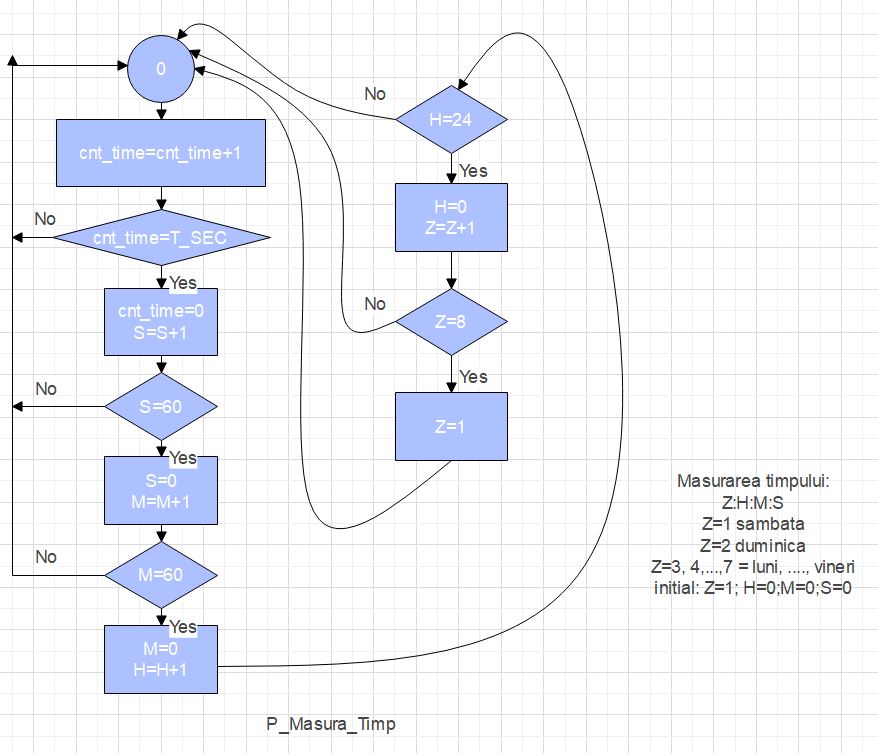 0
cnt_time=cnt_time+1
No
cnt_time=T_SEC
Yes
cnt_time=0
S=S+1
No
S=60
Yes
S=0
M=M+1
No
M=60
Yes
M=0
H=H+1
No
H=24
Yes
H=0
Z=Z+1
No
Z=8
Yes
Z=1
Masurarea timpului:
Z:H:M:S
Z=1 sambata
Z=2 duminica
Z=3, 4,...,7 = luni, ...., vineri
initial: Z=1; H=0;M=0;S=0
P_Masura_Timp